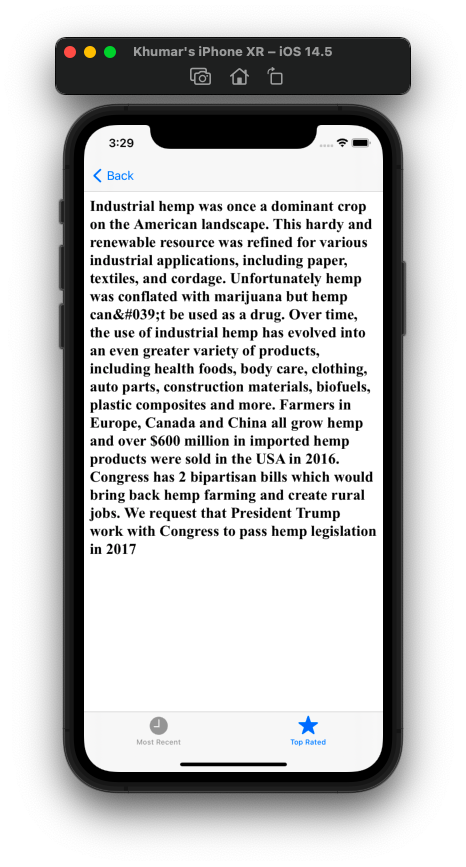 Khumar's iPhone XR – iOS 14.5
3:29
Back
Industrial hemp was once a dominant crop
on the American landscape. This hardy and
renewable resource was refined for various
industrial applications, including paper,
textiles, and cordage. Unfortunately hemp
was conflated with marijuana but hemp
can&#039;t be used as a drug. Over time,
the use of industrial hemp has evolved into
an even greater variety of products,
including health foods, body care, clothing,
auto parts, construction materials, biofuels,
plastic composites and more. Farmers in
Europe, Canada and China all grow hemp
and over $600 million in imported hemp
products were sold in the USA in 2016.
Congress has 2 bipartisan bills which would
bring back hemp farming and create rural
jobs. We request that President Trump
work with Congress to pass hemp legislation
in 2017
Most Recent
Top Rated